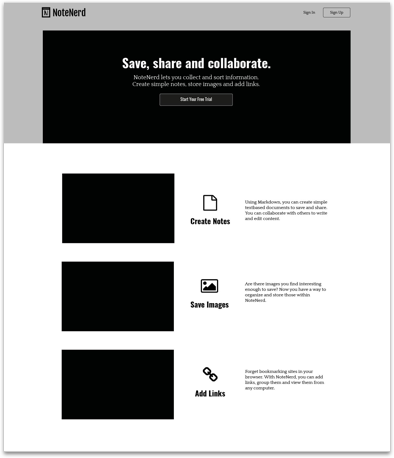 NoteNerd
Sign In
Sign Up
Save, share and collaborate.
NoteNerd lets you collect and sort information.
Create simple notes, store images and add links.
Start Your Free Trial
Create Notes
Using Markdown, you can create simple
textbased documents to save and share.
You can collaborate with others to write
and edit content.
Save Images
Are there images you find interesting
enough to save? Now you have a way to
organize and store those within
NoteNerd.
Add Links
Forget bookmarking sites in your
browser. With NoteNerd, you can add
links, group them and view them from
any computer.